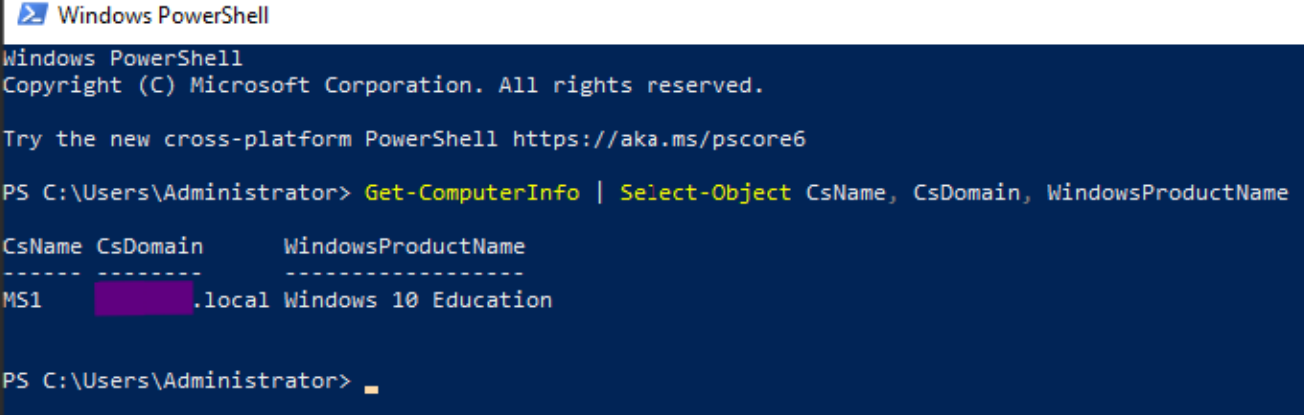 Windows PowerShell
Windows PowerShell
Copyright (C) Microsoft Corporation. All rights reserved.
Try the new cross-platform PowerShell https://aka.ms/pscore6
PS C:\Users\Administrator> Get-ComputerInfo | Select-Object CsName, CsDomain, WindowsProductName
CsName CsDomain WindowsProductName
------ -------- ------------------
MS1 .local Windows 10 Education
PS C:\Users\Administrator>